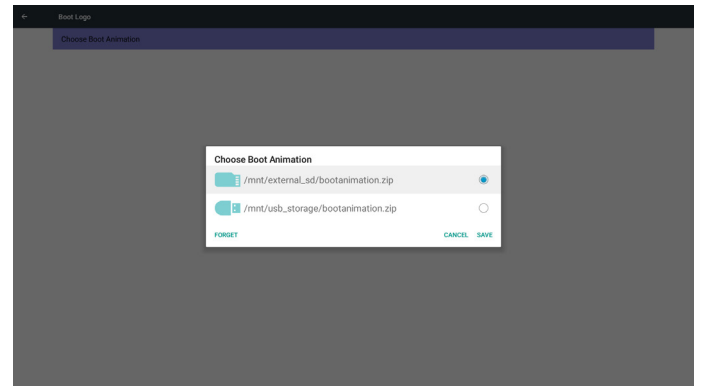 Boot Logo
Choose Boot Animation
Choose Boot Animation
/mnt/external_sd/bootanimation.zip
/mnt/usb_storage/bootanimation.zip
FORGET CANCEL SAVE